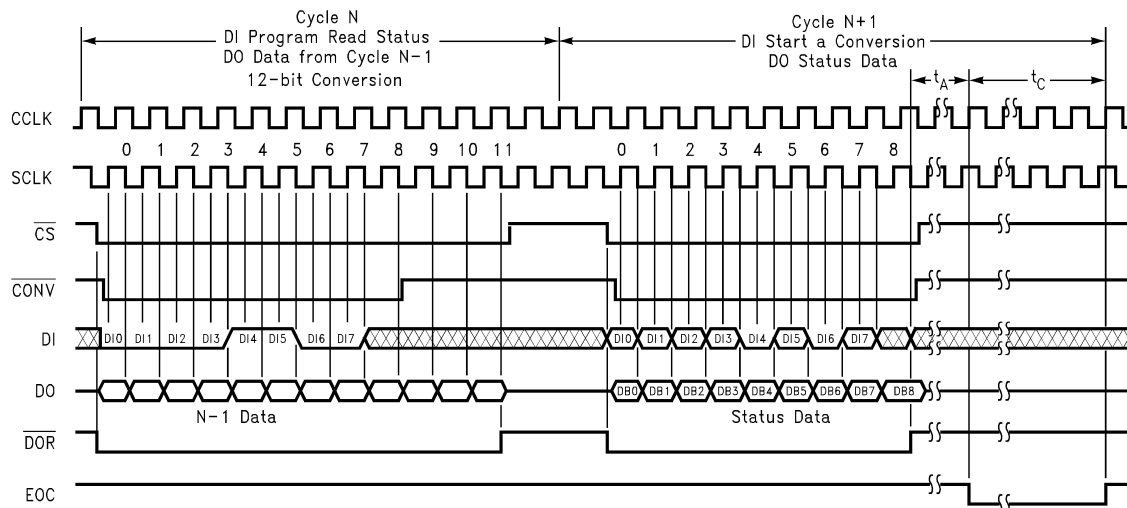 Cycle N
DI Program Read Status
DO Data from Cycle N-1
12-bit Conversion
Cycle N+1
DI Start a Conversion
DO Status Data
tA
tC
CCLK
0 1 2 3 4 5 6 7 8 9 10 11 0 1 2 3 4 5 6 7 8
SCLK
CS
CONV
DI DI0 DI1 DI2 DI3 DI4 DI5 DI6 DI7 DI0 DI1 DI2 DI3 DI4 DI5 DI6 DI7
DO DB0 DB1 DB2 DB3 DB4 DB5 DB6 DB7 DB8
N-1 Data Status Data
DOR
EOC